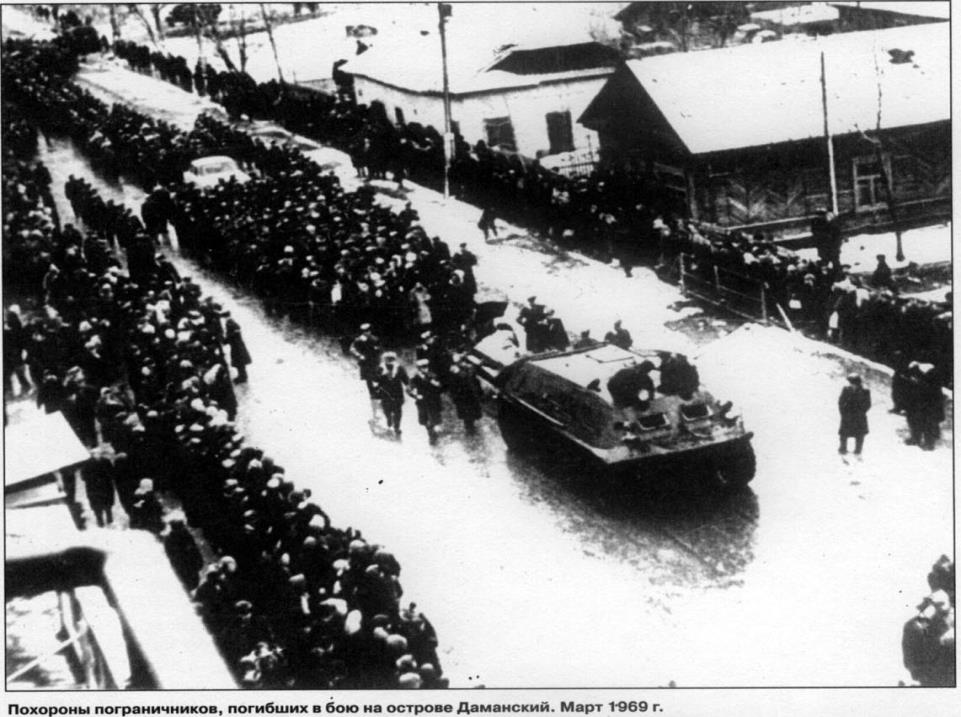 Похороны пограничников, погибших в бою на острове Даманский. Март 1969 г.